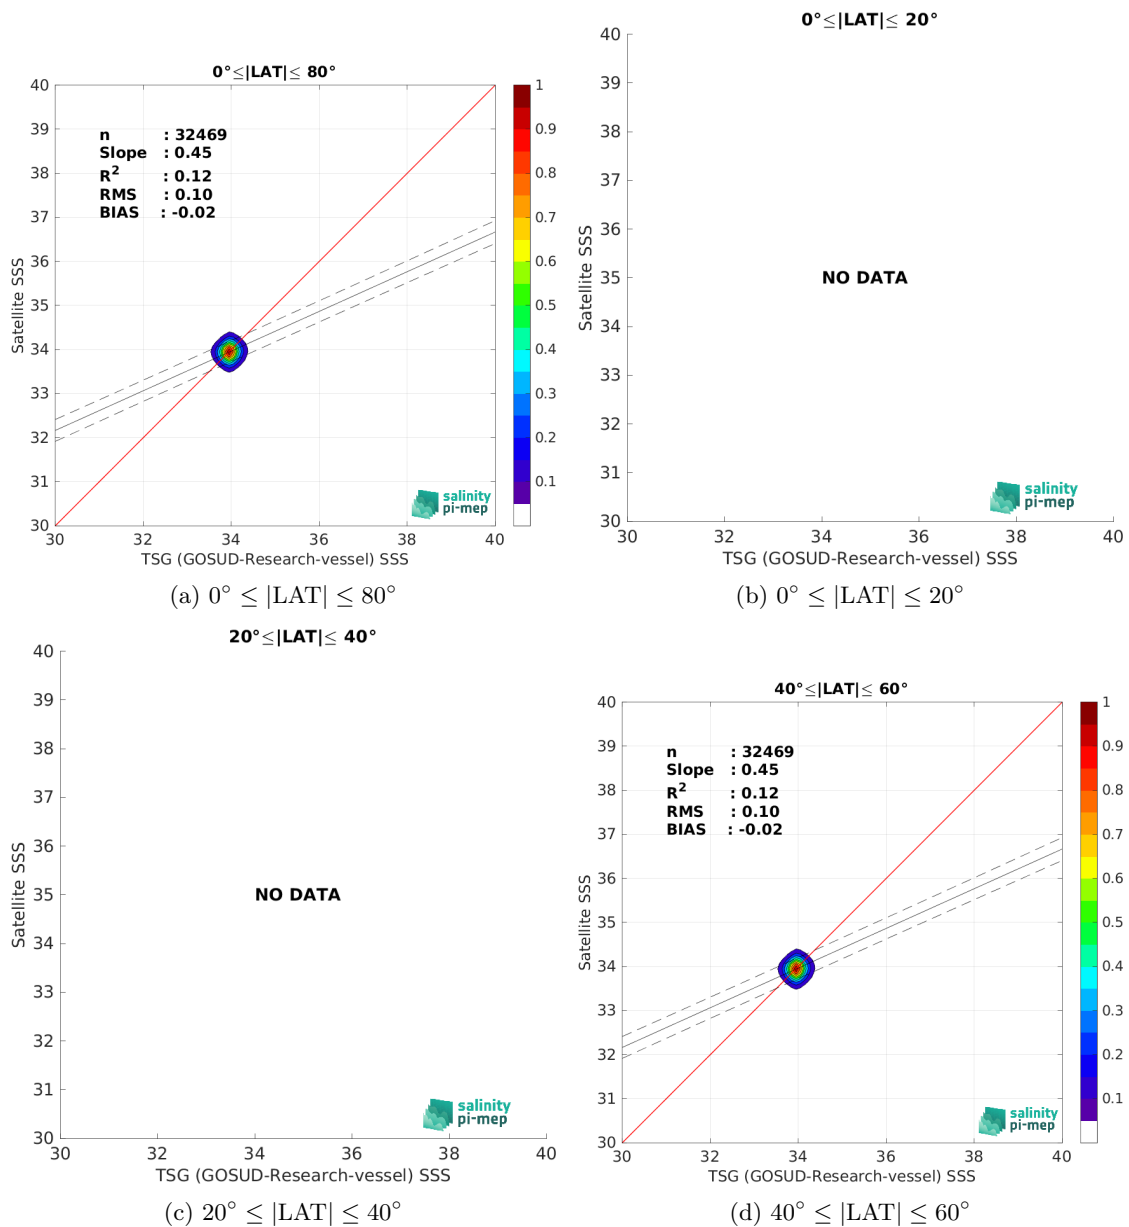 0°≤|LAT|≤ 80°
40
39
38
37
36
35
34
33
32
31
30
n : 32469
Slope : 0.45
R² : 0.12
RMS : 0.10
BIAS : -0.02
Satellite SSS
salinity
pi-mep
30 32 34 36 38 40
TSG (GOSUD-Research-vessel) SSS
1
0.9
0.8
0.7
0.6
0.5
0.4
0.3
0.2
0.1
(a) 0° ≤ |LAT| ≤ 80°
0°≤|LAT|≤ 20°
40
39
38
37
36
35
34
33
32
31
30
Satellite SSS
NO DATA
salinity
pi-mep
30 32 34 36 38 40
TSG (GOSUD-Research-vessel) SSS
(b) 0° ≤ |LAT| ≤ 20°
20°≤|LAT|≤ 40°
40
39
38
37
36
35
34
33
32
31
30
Satellite SSS
NO DATA
salinity
pi-mep
30 32 34 36 38 40
TSG (GOSUD-Research-vessel) SSS
(c) 20° ≤ |LAT| ≤ 40°
40°≤|LAT|≤ 60°
40
39
38
37
36
35
34
33
32
31
30
n : 32469
Slope : 0.45
R² : 0.12
RMS : 0.10
BIAS : -0.02
Satellite SSS
salinity
pi-mep
30 32 34 36 38 40
TSG (GOSUD-Research-vessel) SSS
1
0.9
0.8
0.7
0.6
0.5
0.4
0.3
0.2
0.1
(d) 40° ≤ |LAT| ≤ 60°